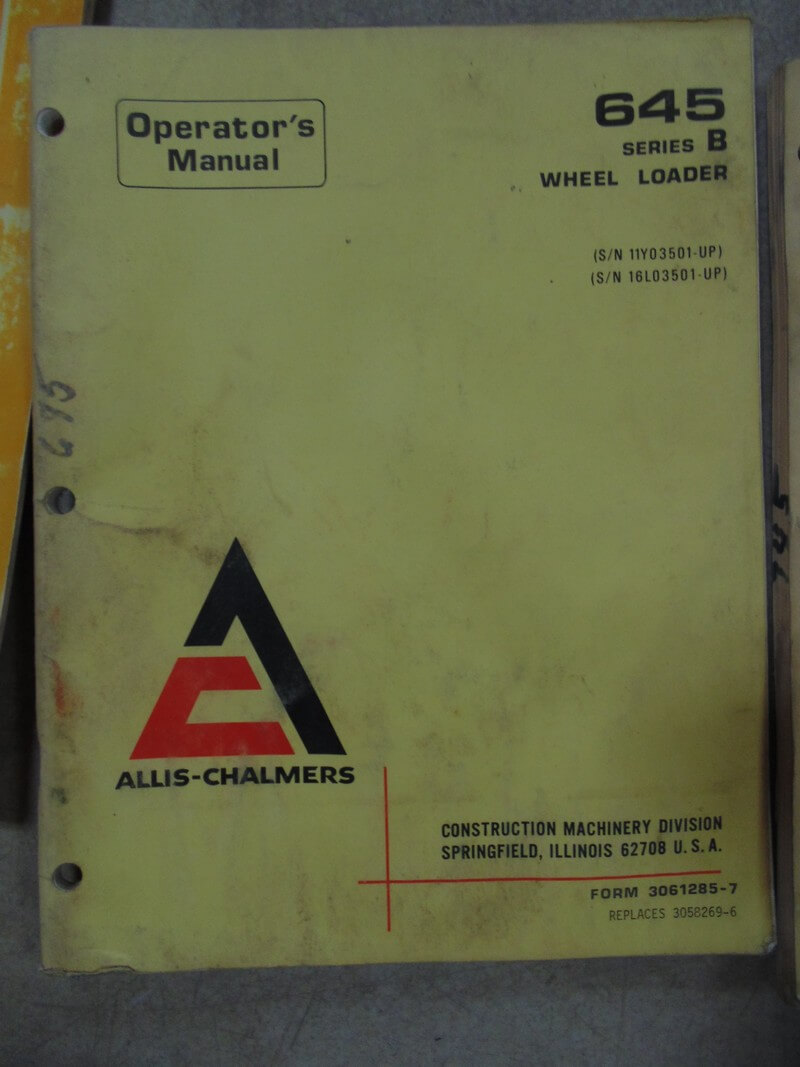 Operator's
Manual
645
SERIES B
WHEEL LOADER
(S/N 11Y03501-UP)
(S/N 16L03501-UP)
645
ALLIS-CHALMERS
CONSTRUCTION MACHINERY DIVISION
SPRINGFIELD, ILLINOIS 62708 U.S.A.
FORM 3061285-7
REPLACES 3058269-6